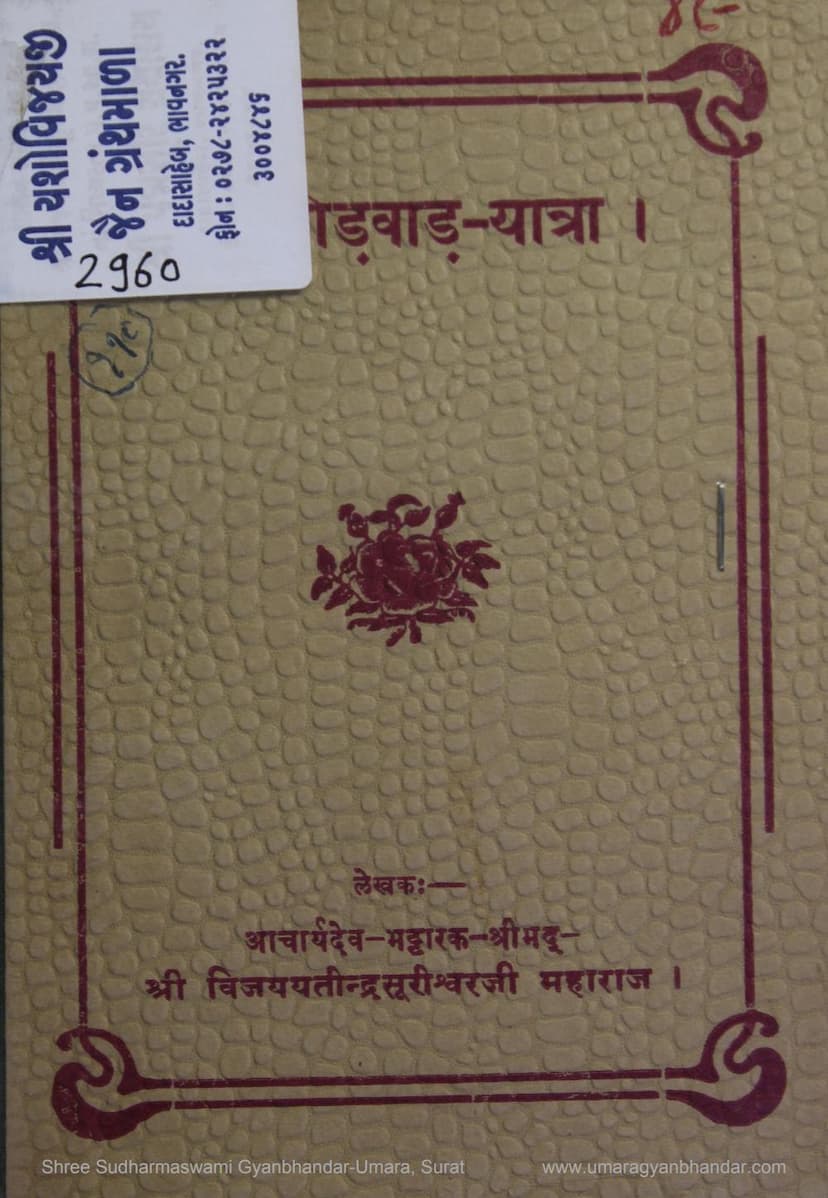 શ્રી યશોવિજયજી
જૈન ગ્રંથમાળા
દાદાસાહેબ, ભાવનગર.
ફોન : ૦૨૭૮-૨૪૨૫૩૨૨
૩૦૦૪૮૪૬
2960
ोड़वाड़-यात्रा ।
लेखकः—
आचार्यदेव-भट्टारक-श्रीमद्-
श्री विजययतीन्द्रसूरीश्वरजी महाराज ।
Shree Sudharmaswami Gyanbhandar-Umara, Surat
www.umaragyanbhandar.com